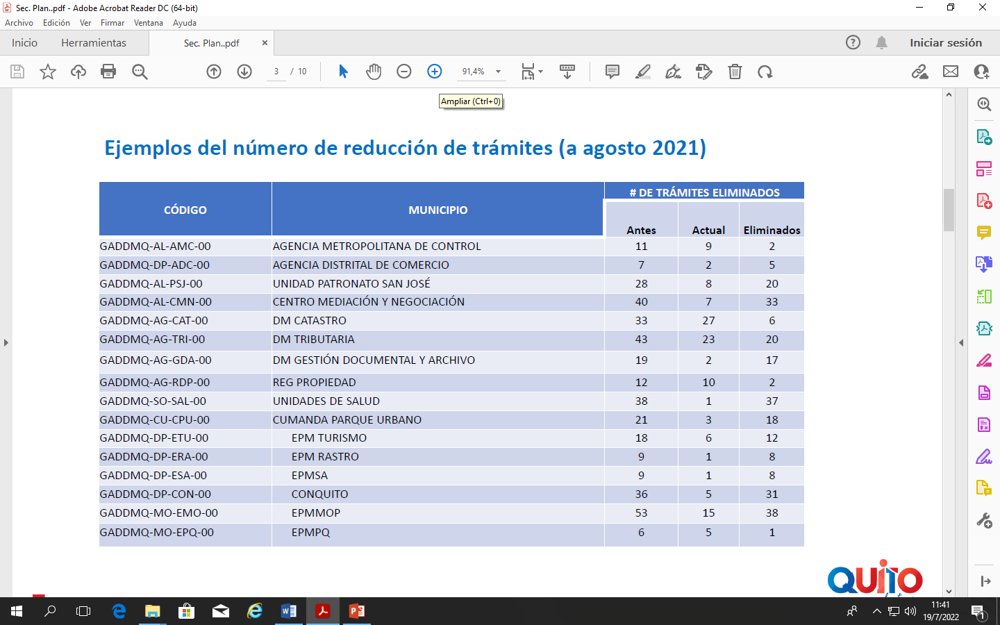 Sec. Plan..pdf - Adobe Acrobat Reader DC (64-bit)
Archivo Edición Ver Firmar Ventana Ayuda
Inicio Herramientas Sec. Plan..pdf × Iniciar sesión
3 / 10 91,4%
Ampliar (Ctrl+0)
Ejemplos del número de reducción de trámites (a agosto 2021)
CÓDIGO MUNICIPIO # DE TRÁMITES ELIMINADOS
Antes Actual Eliminados
GADDMQ-AL-AMC-00 AGENCIA METROPOLITANA DE CONTROL 11 9 2
GADDMQ-DP-ADC-00 AGENCIA DISTRITAL DE COMERCIO 7 2 5
GADDMQ-AL-PSJ-00 UNIDAD PATRONATO SAN JOSÉ 28 8 20
GADDMQ-AL-CMN-00 CENTRO MEDIACIÓN Y NEGOCIACIÓN 40 7 33
GADDMQ-AG-CAT-00 DM CATASTRO 33 27 6
GADDMQ-AG-TRI-00 DM TRIBUTARIA 43 23 20
GADDMQ-AG-GDA-00 DM GESTIÓN DOCUMENTAL Y ARCHIVO 19 2 17
GADDMQ-AG-RDP-00 REG PROPIEDAD 12 10 2
GADDMQ-SO-SAL-00 UNIDADES DE SALUD 38 1 37
GADDMQ-CU-CPU-00 CUMANDA PARQUE URBANO 21 3 18
GADDMQ-DP-ETU-00 EPM TURISMO 18 6 12
GADDMQ-DP-ERA-00 EPM RASTRO 9 1 8
GADDMQ-DP-ESA-00 EPMSA 9 1 8
GADDMQ-DP-CON-00 CONQUITO 36 5 31
GADDMQ-MO-EMO-00 EPMMOP 53 15 38
GADDMQ-MO-EPQ-00 EPMPQ 6 5 1
QUITO
11:41
19/7/2022
1